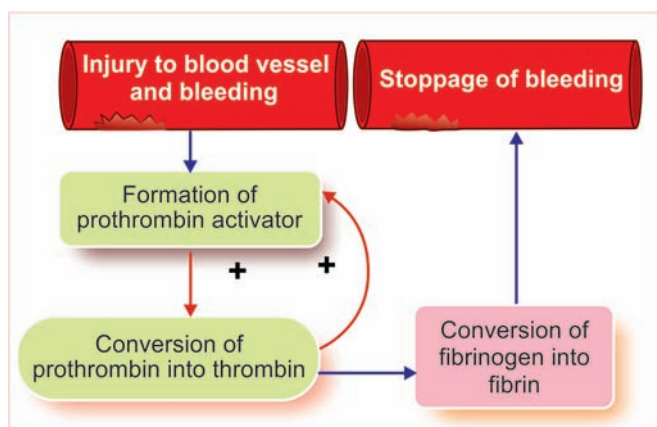 Injury to blood vessel
and bleeding
Stoppage of bleeding
Formation of
prothrombin activator
+
+
Conversion of
prothrombin into thrombin
Conversion of
fibrinogen into
fibrin